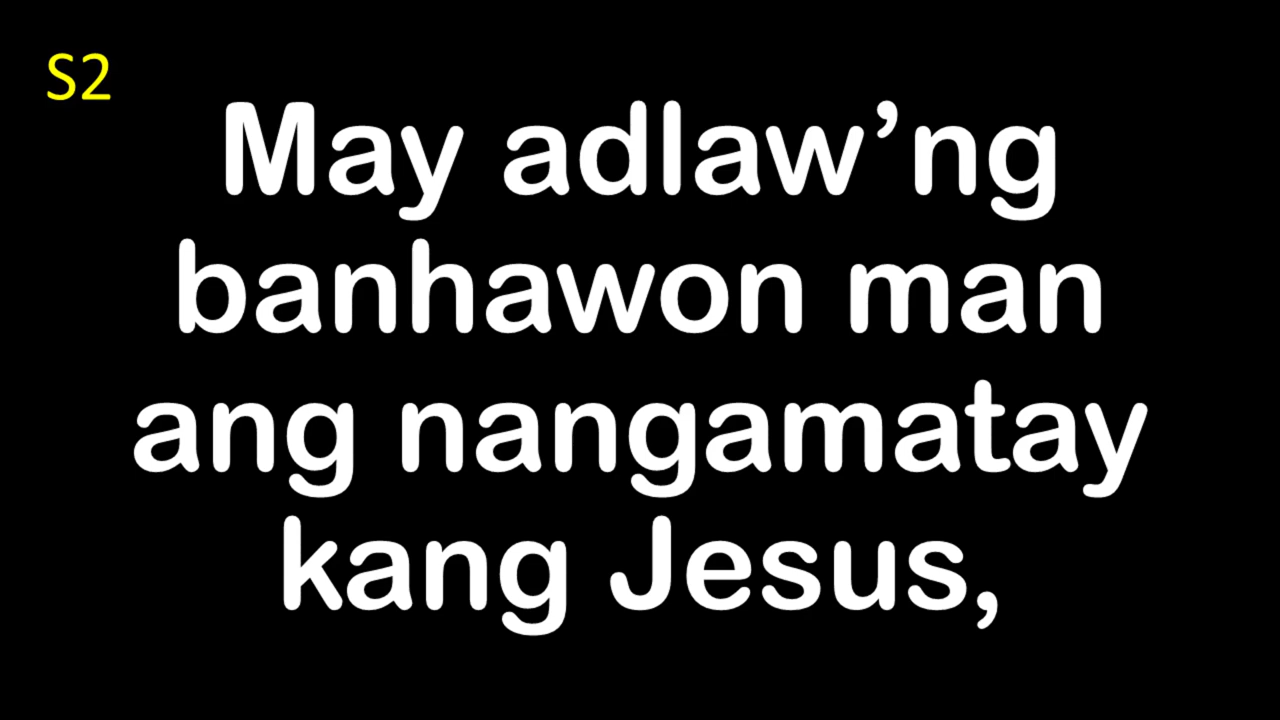 S2
May adlaw’ng
banhawon man
ang nangamatay
kang Jesus,